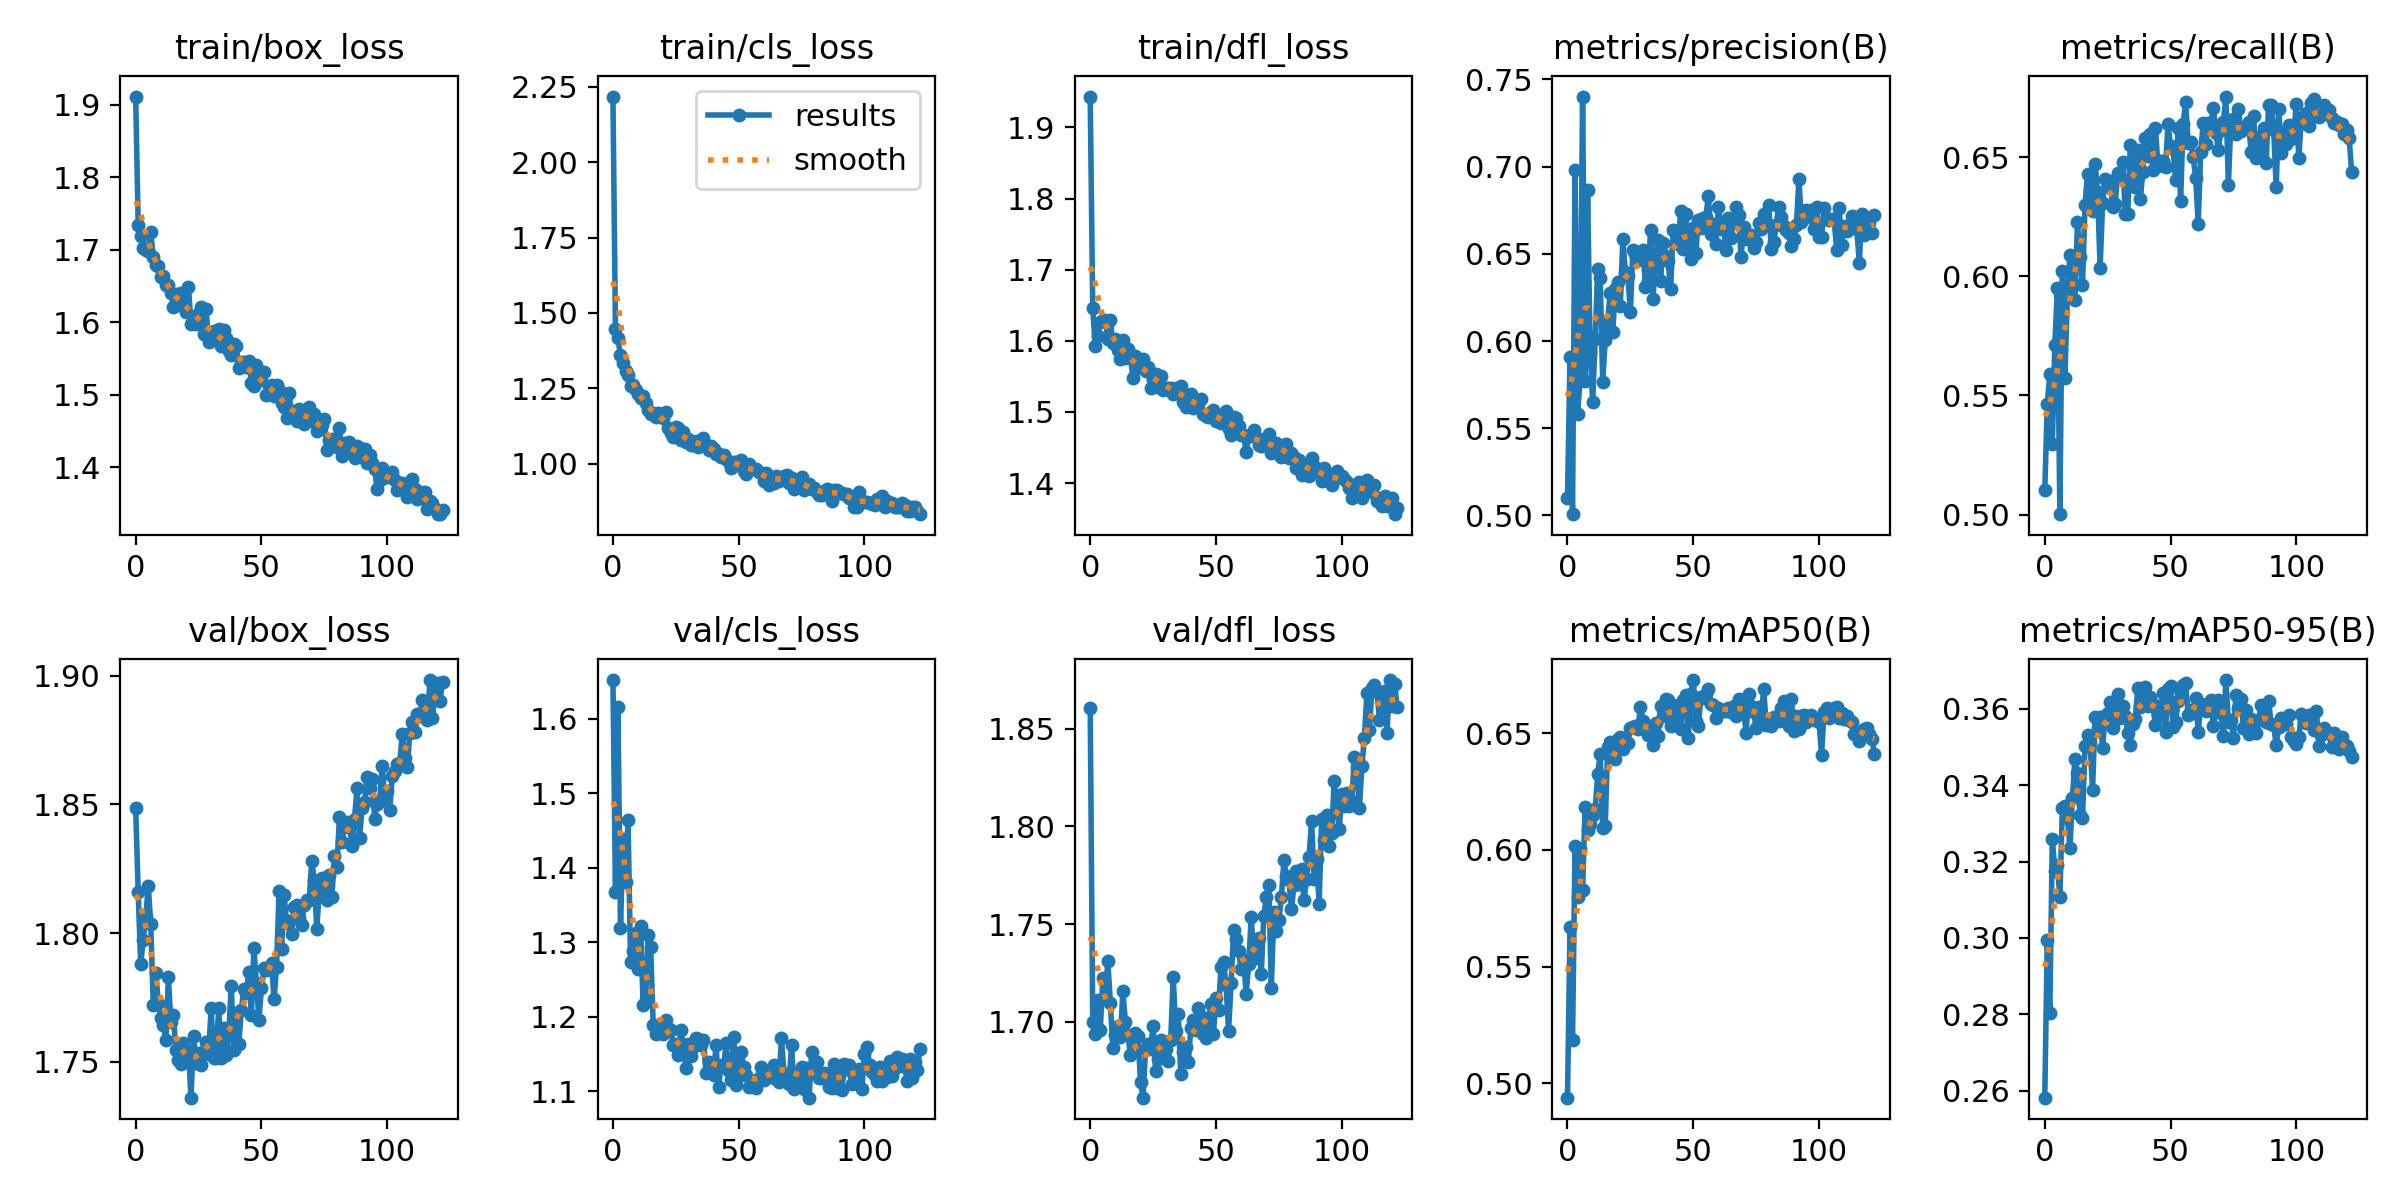 train/box_loss
1.9
1.8
1.7
1.6
1.5
1.4
0 50 100
train/cls_loss
results
smooth
2.25
2.00
1.75
1.50
1.25
1.00
0 50 100
train/dfl_loss
1.9
1.8
1.7
1.6
1.5
1.4
0 50 100
metrics/precision(B)
0.75
0.70
0.65
0.60
0.55
0.50
0 50 100
metrics/recall(B)
0.65
0.60
0.55
0.50
0 50 100
val/box_loss
1.90
1.85
1.80
1.75
0 50 100
val/cls_loss
1.6
1.5
1.4
1.3
1.2
1.1
0 50 100
val/dfl_loss
1.85
1.80
1.75
1.70
0 50 100
metrics/mAP50(B)
0.65
0.60
0.55
0.50
0 50 100
metrics/mAP50-95(B)
0.36
0.34
0.32
0.30
0.28
0.26
0 50 100